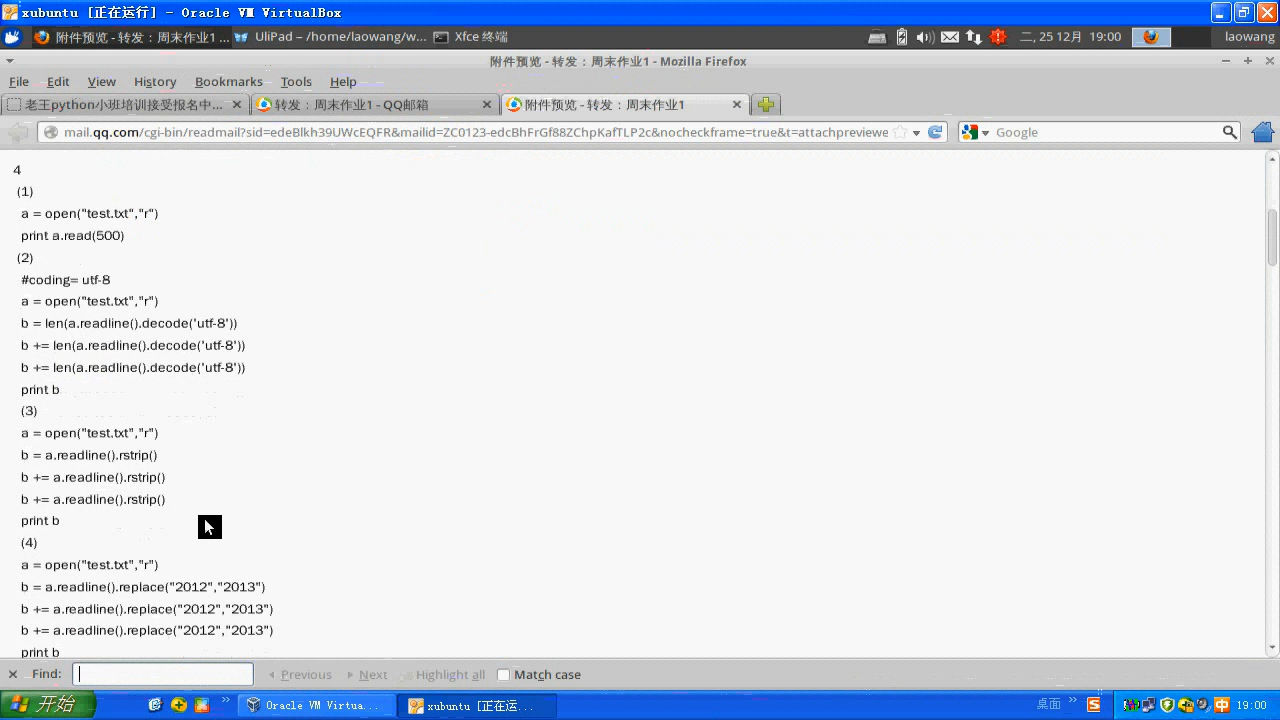 xubuntu [正在运行] - Oracle VM VirtualBox
附件预览 - 转发：周末作业1 ... UliPad – /home/laowang/w... Xfce 终端 二, 25 12月 19:00 laowang
附件预览 - 转发：周末作业1 - Mozilla Firefox
File Edit View History Bookmarks Tools Help
老王python小班培训接受报名中... 转发：周末作业1 - QQ邮箱 附件预览 - 转发：周末作业1
mail.qq.com/cgi-bin/readmail?sid=3deBlkh39UWcEQFR&mailid=ZC0123-edcBhFrGf88ZChpKafTLP2c&nocheckframe=true&t=attachpreviewe Google
4
(1)
a = open("test.txt","r")
print a.read(500)
(2)
#coding= utf-8
a = open("test.txt","r")
b = len(a.readline().decode('utf-8'))
b += len(a.readline().decode('utf-8'))
b += len(a.readline().decode('utf-8'))
print b
(3)
a = open("test.txt","r")
b = a.readline().rstrip()
b += a.readline().rstrip()
b += a.readline().rstrip()
print b
(4)
a = open("test.txt","r")
b = a.readline().replace("2012","2013")
b += a.readline().replace("2012","2013")
b += a.readline().replace("2012","2013")
print b
Find: Previous Next Highlight all Match case
开始 Oracle VM Virtua... xubuntu [正在运... 桌面 中 19:00